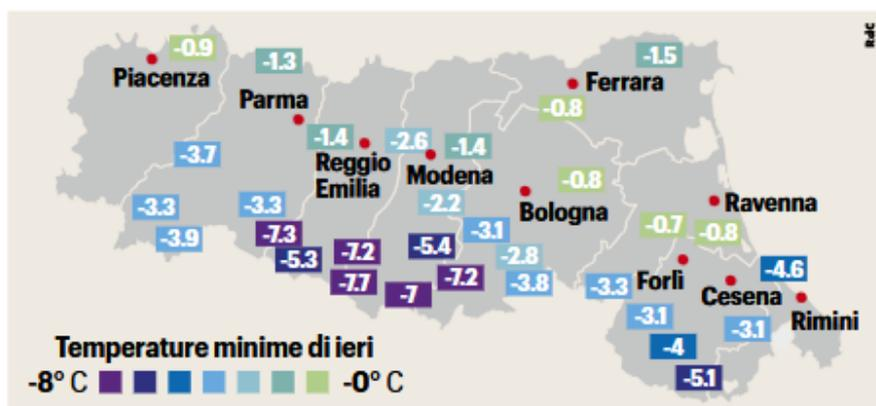 RdC
-0.9
Piacenza
-1.3
Parma
-1.5
Ferrara
-0.8
-1.4
Reggio
Emilia
-2.6
-1.4
Modena
-3.7
-0.8
Bologna
-2.2
Ravenna
-3.3
-3.9
-3.3
-7.3
-5.3
-7.2
-7.7
-7
-5.4
-7.2
-3.1
-2.8
-3.8
-0.7
-0.8
Forlì
-4.6
Cesena
Rimini
-3.3
-3.1
-3.1
-4
-5.1
Temperature minime di ieri
-8° C
-0° C